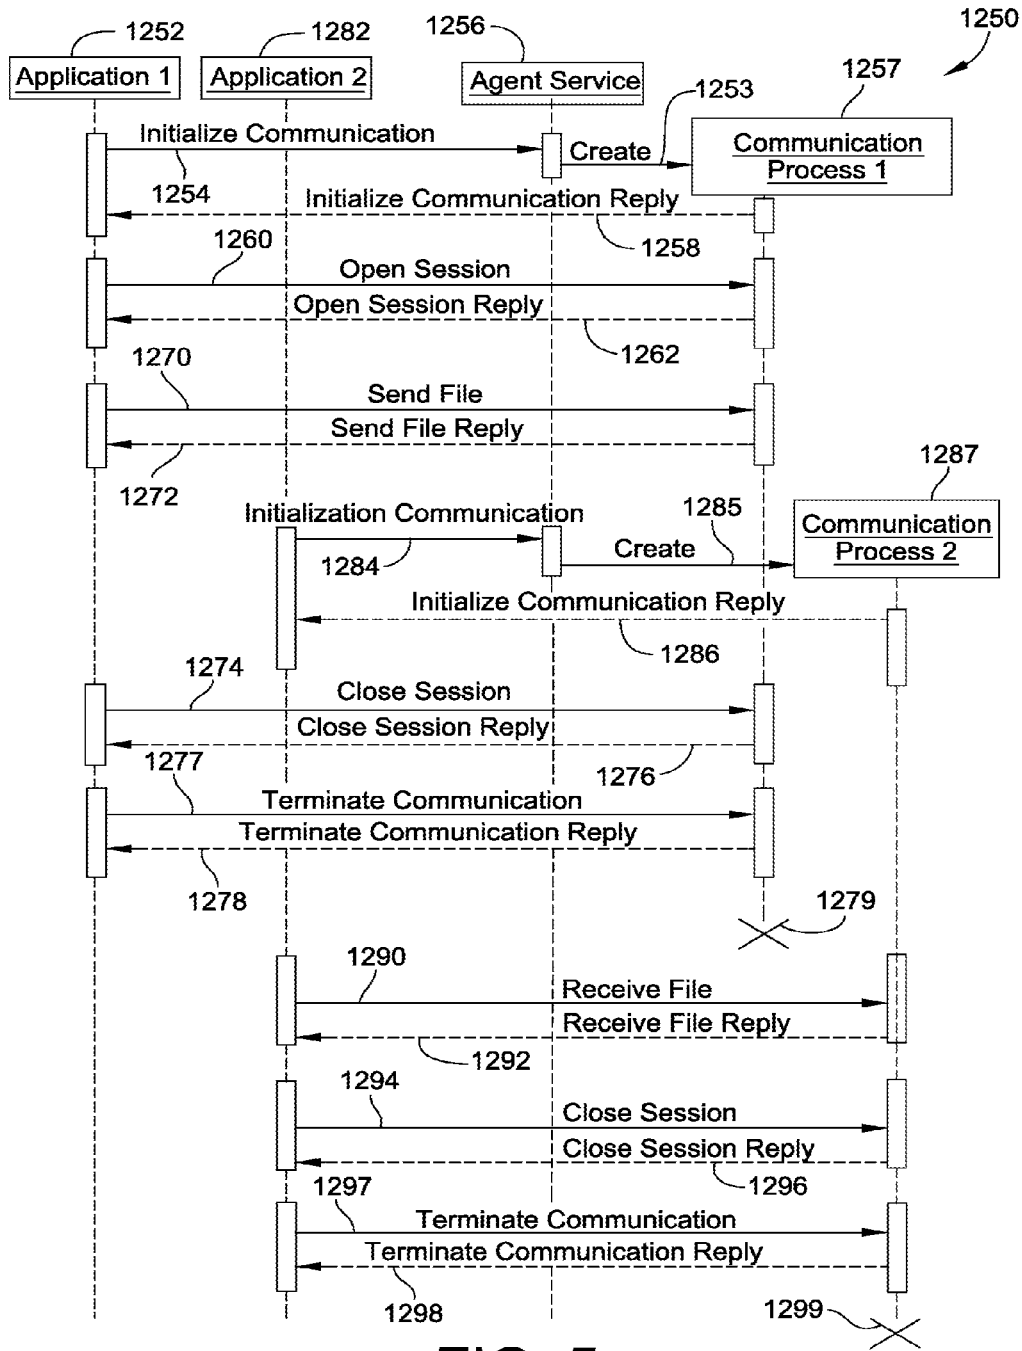 1252
1282
1256
1250
1257
Application 1
Application 2
Agent Service
1253
Initialize Communication
Create
Communication
Process 1
1254
Initialize Communication Reply
1258
1260
Open Session
Open Session Reply
1262
1270
Send File
Send File Reply
1272
1287
Initialization Communication
1285
Communication
Process 2
1284
Create
Initialize Communication Reply
1286
1274
Close Session
Close Session Reply
1276
1277
Terminate Communication
Terminate Communication Reply
1278
1279
1290
Receive File
Receive File Reply
1292
1294
Close Session
Close Session Reply
1296
1297
Terminate Communication
Terminate Communication Reply
1298
1299